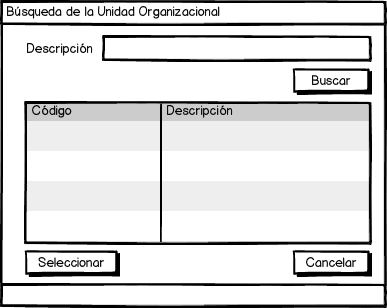 Búsqueda de la Unidad Organizacional
Descripción
Buscar
Código Descripción
Seleccionar Cancelar